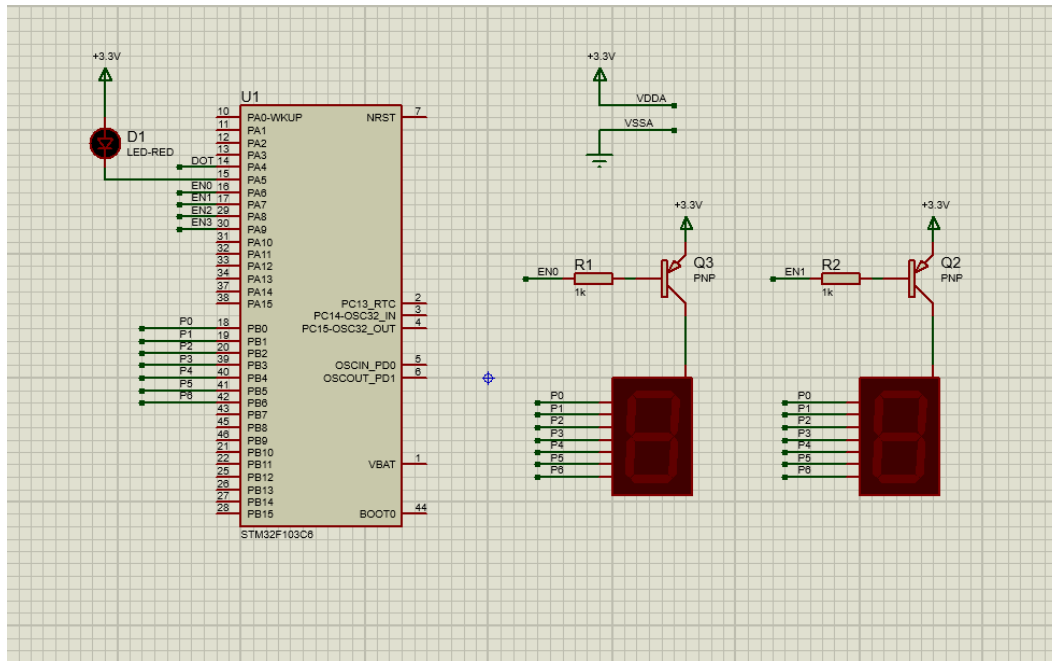 +3.3V
D1
LED-RED
U1
10 PA0-WKUP
11 PA1
12 PA2
13 PA3
DOT 14 PA4
15 PA5
EN0 16 PA6
EN1 17 PA7
EN2 29 PA8
EN3 30 PA9
31 PA10
32 PA11
33 PA12
34 PA13
37 PA14
38 PA15
P0 18 PB0
P1 19 PB1
P2 20 PB2
P3 39 PB3
P4 40 PB4
P5 41 PB5
P6 42 PB6
43 PB7
45 PB8
46 PB9
21 PB10
22 PB11
25 PB12
26 PB13
27 PB14
28 PB15
NRST 7
PC13_RTC 2
PC14-OSC32_IN 3
PC15-OSC32_OUT 4
OSCIN_PD0 5
OSCOUT_PD1 6
VBAT 1
BOOT0 44
STM32F103C6
+3.3V
VDDA
VSSA
+3.3V
EN0
R1
1k
Q3
PNP
P0
P1
P2
P3
P4
P5
P6
+3.3V
EN1
R2
1k
Q2
PNP
P0
P1
P2
P3
P4
P5
P6